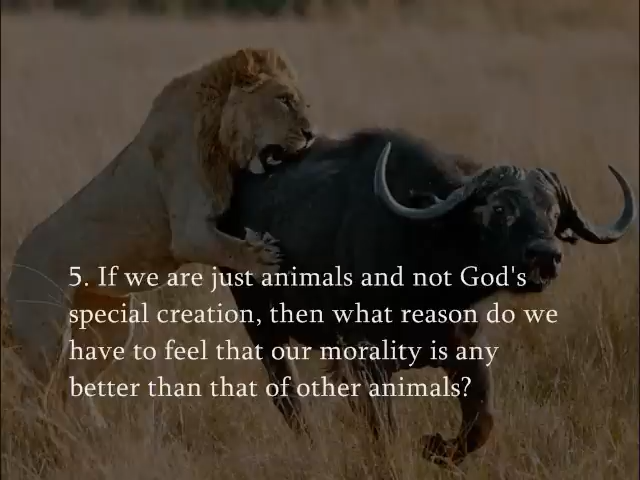 5. If we are just animals and not God's
special creation, then what reason do we
have to feel that our morality is any
better than that of other animals?